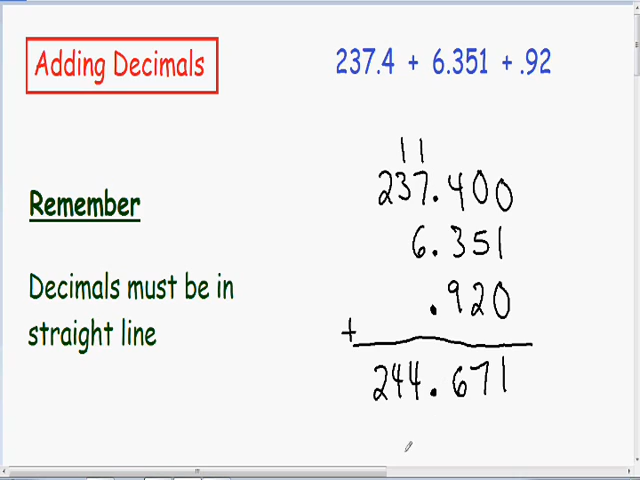 Adding Decimals
237.4 + 6.351 + .92
Remember
Decimals must be in
straight line
11
237.400
6.351
.920
+
244.671